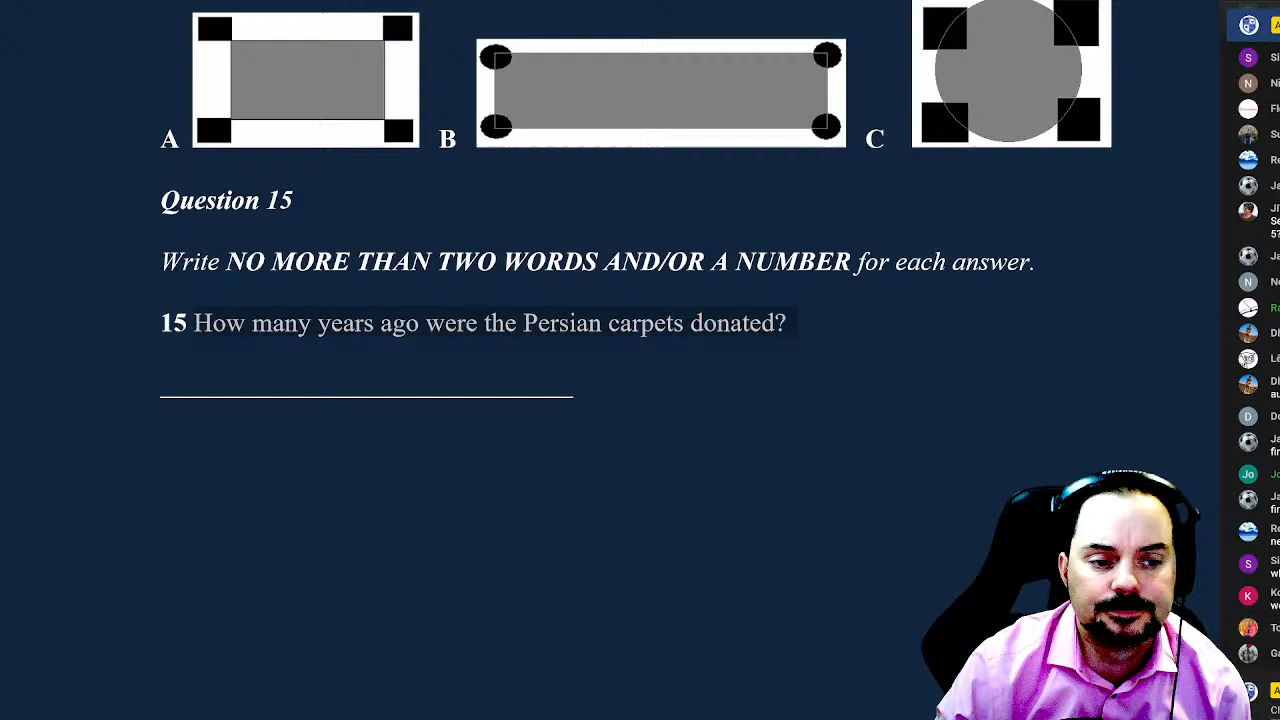 A B C
Question 15
Write NO MORE THAN TWO WORDS AND/OR A NUMBER for each answer.
15 How many years ago were the Persian carpets donated?
A
S
N
K
N
D
Jo
S
K
A